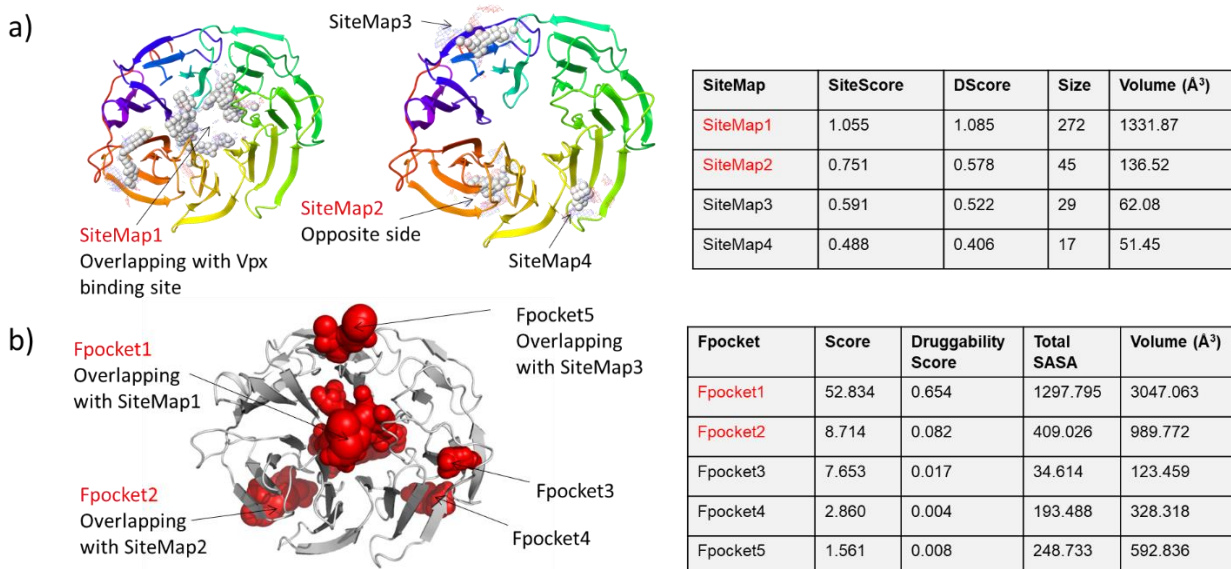 a)
SiteMap3
SiteMap1
Overlapping with Vpx
binding site
SiteMap2
Opposite side
SiteMap4
SiteMap SiteScore DScore Size Volume (Å³)
SiteMap1 1.055 1.085 272 1331.87
SiteMap2 0.751 0.578 45 136.52
SiteMap3 0.591 0.522 29 62.08
SiteMap4 0.488 0.406 17 51.45
b)
Fpocket1
Overlapping
with SiteMap1
Fpocket5
Overlapping
with SiteMap3
Fpocket2
Overlapping
with SiteMap2
Fpocket3
Fpocket4
Fpocket Score Druggability Score Total SASA Volume (Å³)
Fpocket1 52.834 0.654 1297.795 3047.063
Fpocket2 8.714 0.082 409.026 989.772
Fpocket3 7.653 0.017 34.614 123.459
Fpocket4 2.860 0.004 193.488 328.318
Fpocket5 1.561 0.008 248.733 592.836